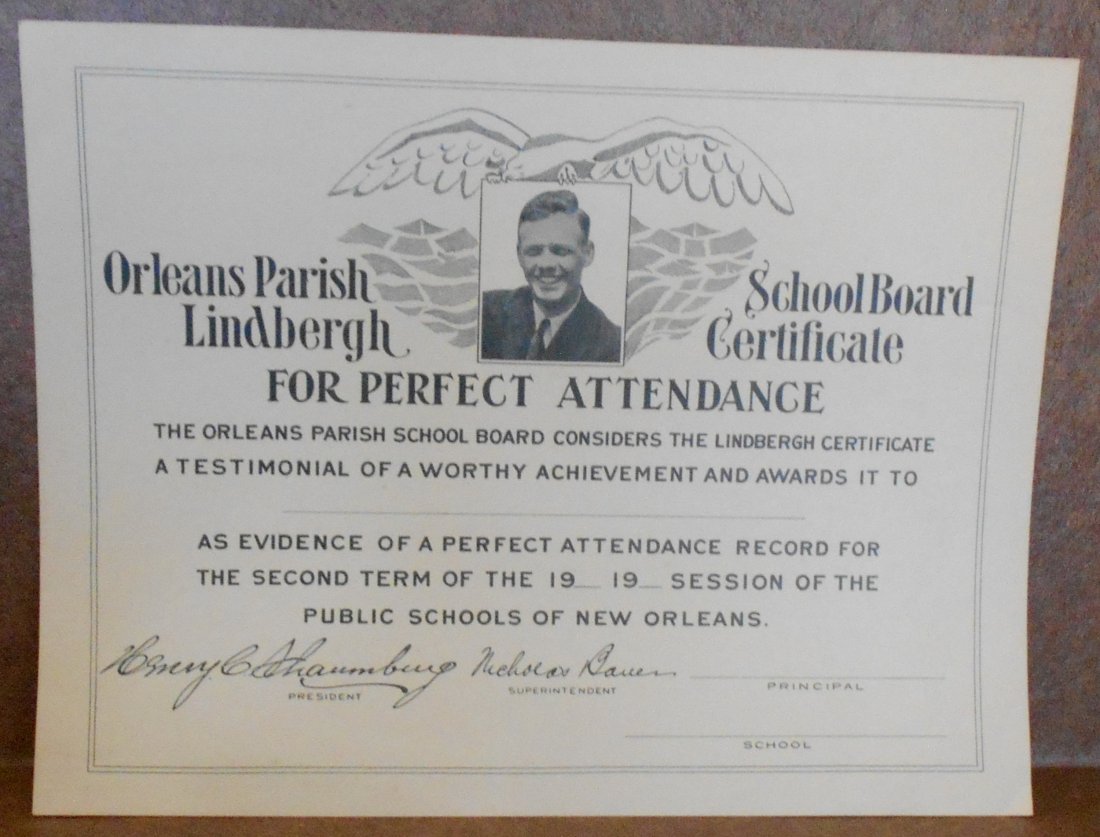 Orleans Parish School Board
Lindbergh Certificate
FOR PERFECT ATTENDANCE
THE ORLEANS PARISH SCHOOL BOARD CONSIDERS THE LINDBERGH CERTIFICATE
A TESTIMONIAL OF A WORTHY ACHIEVEMENT AND AWARDS IT TO
AS EVIDENCE OF A PERFECT ATTENDANCE RECORD FOR
THE SECOND TERM OF THE 19__ 19__ SESSION OF THE
PUBLIC SCHOOLS OF NEW ORLEANS.
Henry C. Schaumburg Nicholas Bauer
PRESIDENT SUPERINTENDENT PRINCIPAL
SCHOOL